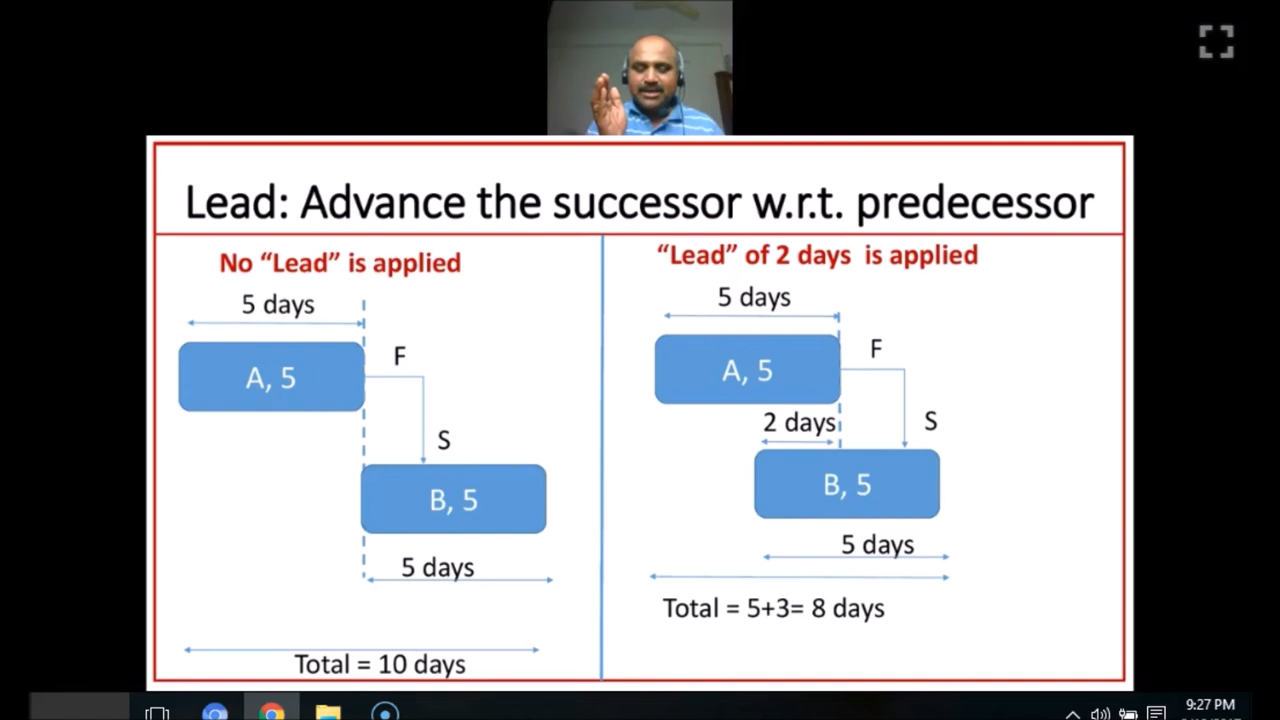 Lead: Advance the successor w.r.t. predecessor
No “Lead” is applied
5 days
A, 5
F
S
B, 5
5 days
Total = 10 days
“Lead” of 2 days is applied
5 days
A, 5
F
2 days
S
B, 5
5 days
Total = 5+3= 8 days
9:27 PM